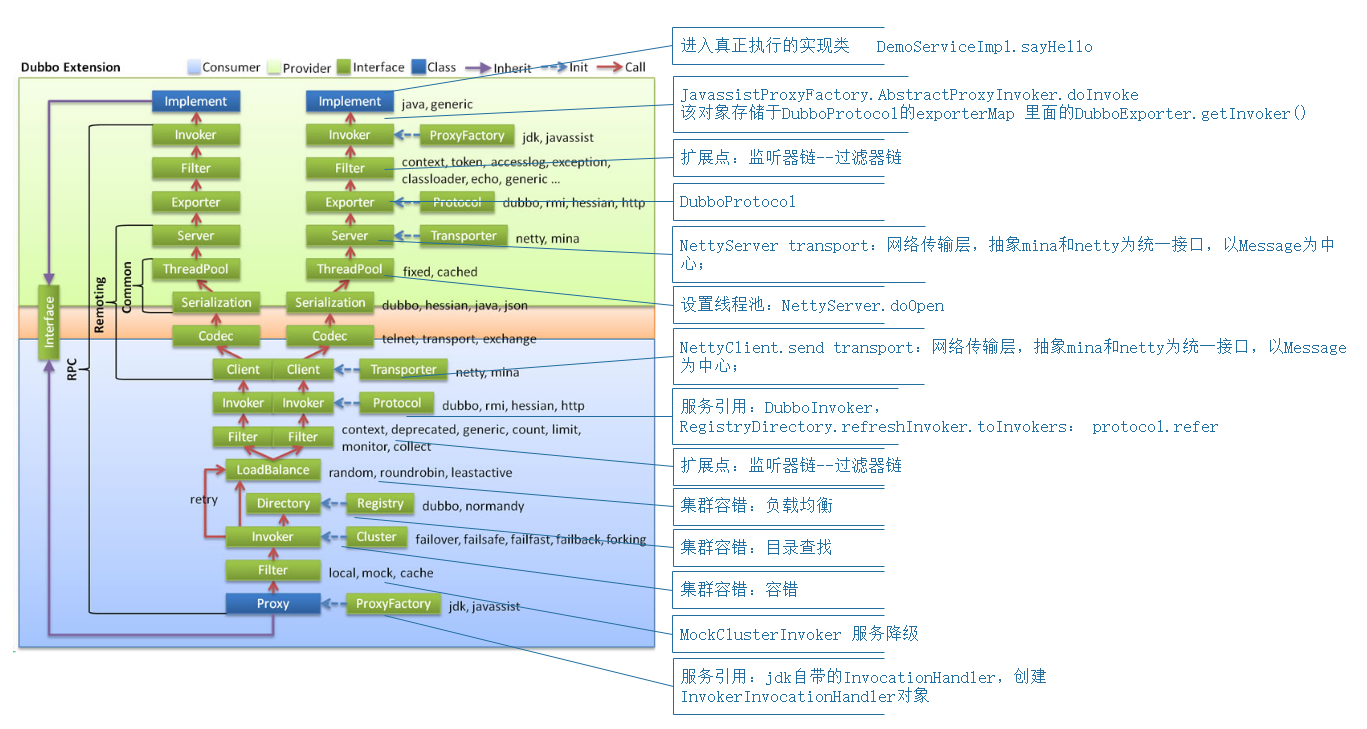 Dubbo Extension
Consumer
Provider
Interface
Class
Inherit
Init
Call
Implement
Implement
java, generic
Invoker
Invoker
ProxyFactory
jdk, javassist
Filter
Filter
context, token, accesslog, exception,
classloader, echo, generic ...
Exporter
Exporter
Protocol
dubbo, rmi, hessian, http
Server
Server
Transporter
netty, mina
ThreadPool
ThreadPool
fixed, cached
Serialization
Serialization
dubbo, hessian, java, json
Codec
Codec
telnet, transport, exchange
Client
Client
Transporter
netty, mina
Invoker
Invoker
Protocol
dubbo, rmi, hessian, http
Filter
Filter
context, deprecated, generic, count, limit,
monitor, collect
LoadBalance
random, roundrobin, leastactive
retry
Directory
Registry
dubbo, normandy
Invoker
Cluster
failover, failsafe, failfast, failback, forking
Filter
local, mock, cache
Proxy
ProxyFactory
jdk, javassist
Interface
RPC
Remoting
Common
进入真正执行的实现类 DemoServiceImpl.sayHello
JavassistProxyFactory.AbstractProxyInvoker.doInvoke
该对象存储于DubboProtocol的exporterMap 里面的DubboExporter.getInvoker()
扩展点：监听器链--过滤器链
DubboProtocol
NettyServer transport：网络传输层，抽象mina和netty为统一接口，以Message为中
心；
设置线程池：NettyServer.doOpen
NettyClient.send transport：网络传输层，抽象mina和netty为统一接口，以Message
为中心；
服务引用：DubboInvoker，
RegistryDirectory.refreshInvoker.toInvokers： protocol.refer
扩展点：监听器链--过滤器链
集群容错：负载均衡
集群容错：目录查找
集群容错：容错
MockClusterInvoker 服务降级
服务引用：jdk自带的InvocationHandler，创建
InvokerInvocationHandler对象